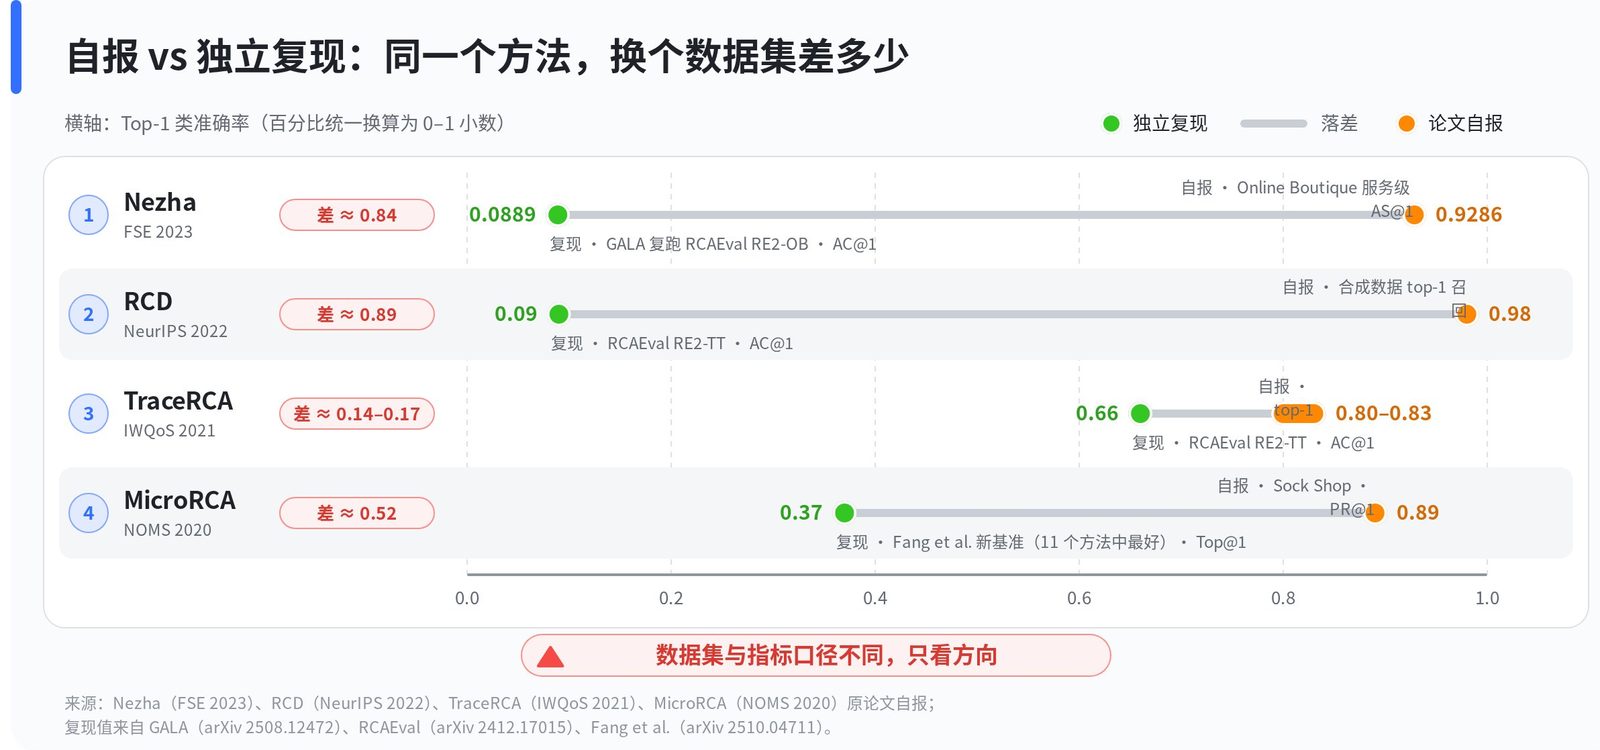 自报 vs 独立复现：同一个方法，换个数据集差多少
横轴：Top-1 类准确率（百分比统一换算为 0–1 小数）
独立复现
落差
论文自报
1
Nezha
FSE 2023
差 ≈ 0.84
0.0889
自报 · Online Boutique 服务级
AS@1
0.9286
复现 · GALA 复跑 RCAEval RE2-OB · AC@1
2
RCD
NeurIPS 2022
差 ≈ 0.89
0.09
自报 · 合成数据 top-1 召
回
0.98
复现 · RCAEval RE2-TT · AC@1
3
TraceRCA
IWQoS 2021
差 ≈ 0.14–0.17
0.66
自报 ·
top-1
0.80–0.83
复现 · RCAEval RE2-TT · AC@1
4
MicroRCA
NOMS 2020
差 ≈ 0.52
0.37
自报 · Sock Shop ·
PR@1
0.89
复现 · Fang et al. 新基准（11 个方法中最好） · Top@1
0.0
0.2
0.4
0.6
0.8
1.0
数据集与指标口径不同，只看方向
来源：Nezha（FSE 2023）、RCD（NeurIPS 2022）、TraceRCA（IWQoS 2021）、MicroRCA（NOMS 2020）原论文自报；
复现值来自 GALA（arXiv 2508.12472）、RCAEval（arXiv 2412.17015）、Fang et al.（arXiv 2510.04711）。